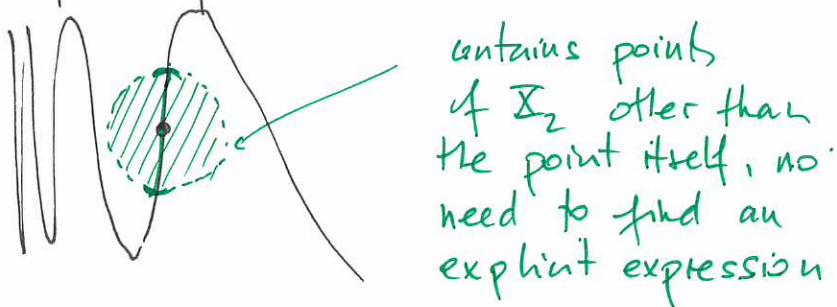 contains points
of X₂ other than
the point itself, no
need to find an
explicit expression